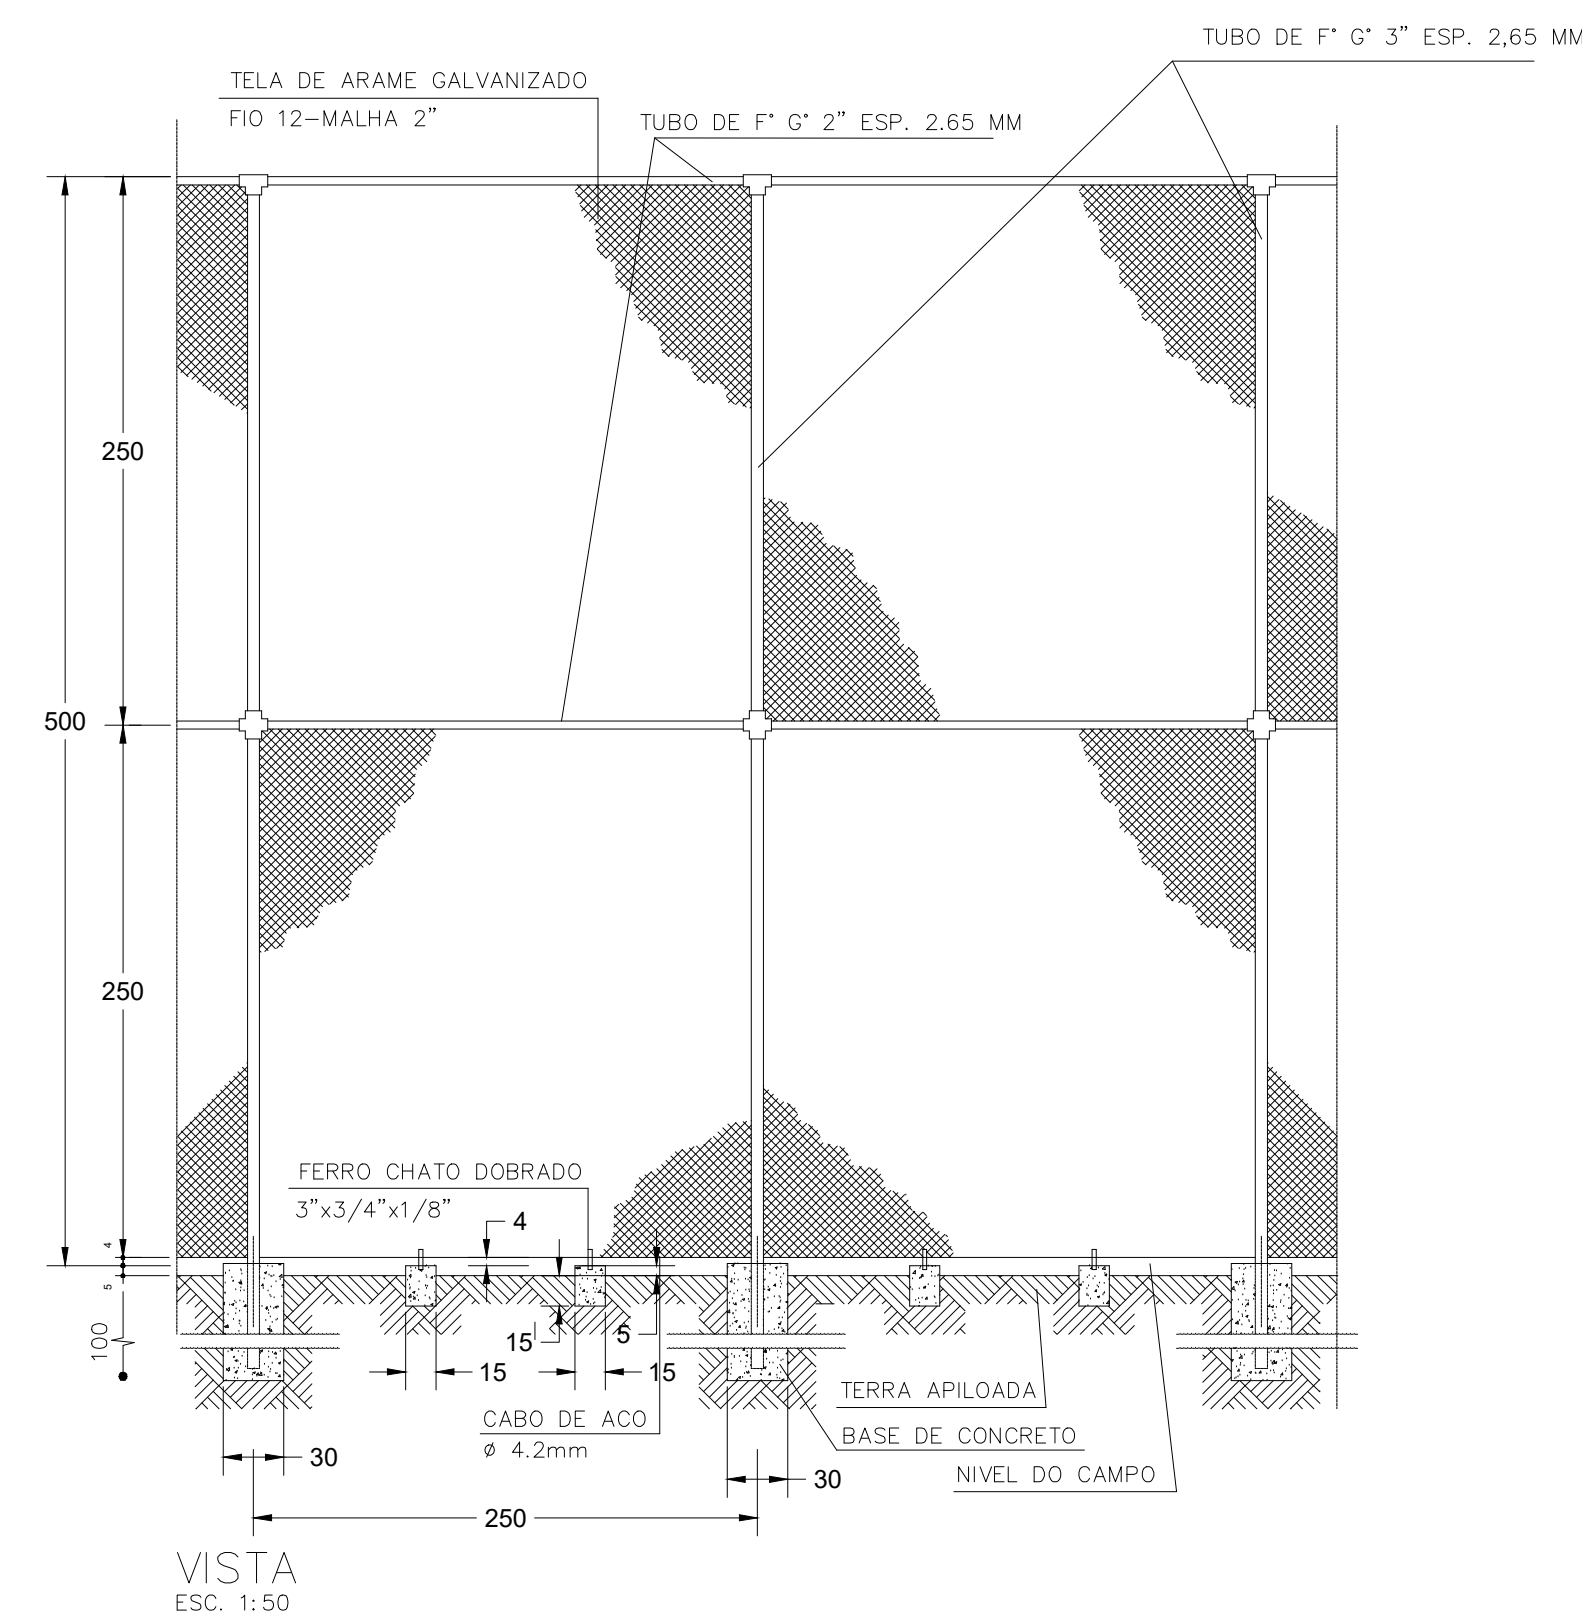 TUBO DE F° G° 3” ESP. 2,65 MM
TELA DE ARAME GALVANIZADO
FIO 12-MALHA 2”
TUBO DE F° G° 2” ESP. 2.65 MM
250
500
250
FERRO CHATO DOBRADO
3”x3/4”x1/8”
4
4
5
100
15
5
15
15
TERRA APILOADA
CABO DE ACO
ø 4.2mm
BASE DE CONCRETO
NIVEL DO CAMPO
30
30
250
VISTA
ESC. 1:50